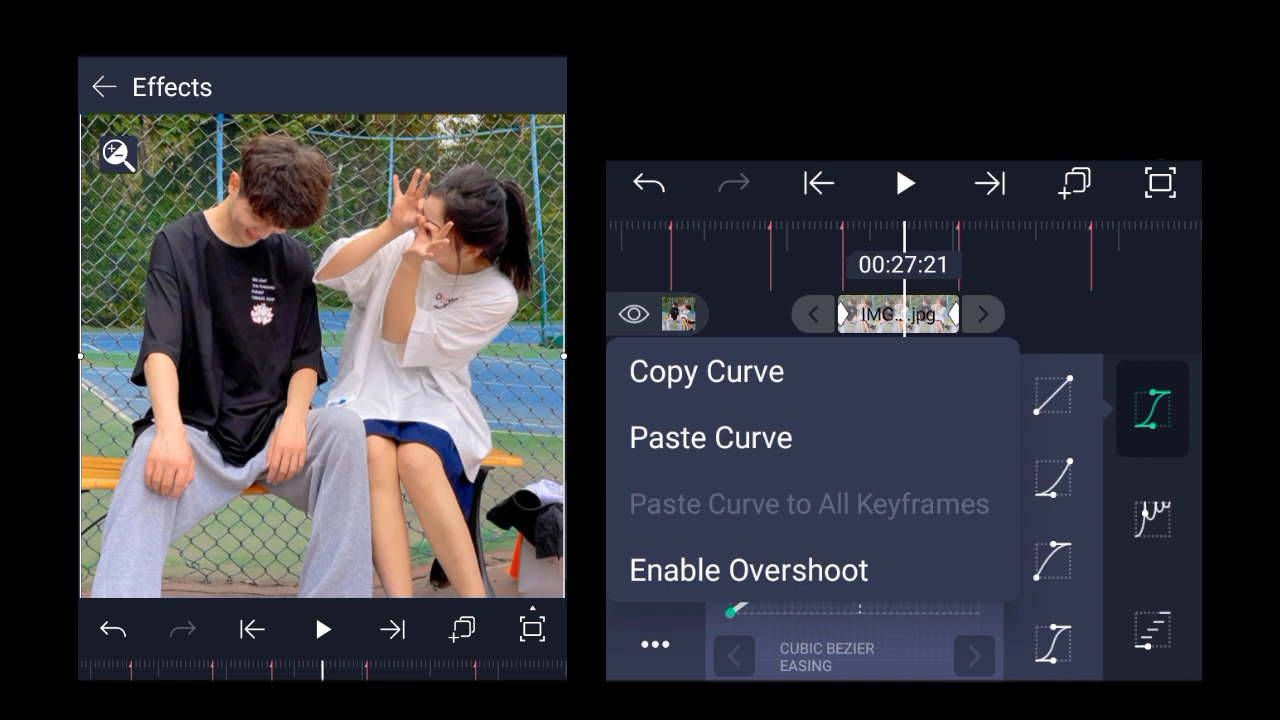 Effects
00:27:21
IMG...jpg
Copy Curve
Paste Curve
Paste Curve to All Keyframes
Enable Overshoot
CUBIC BEZIER
EASING